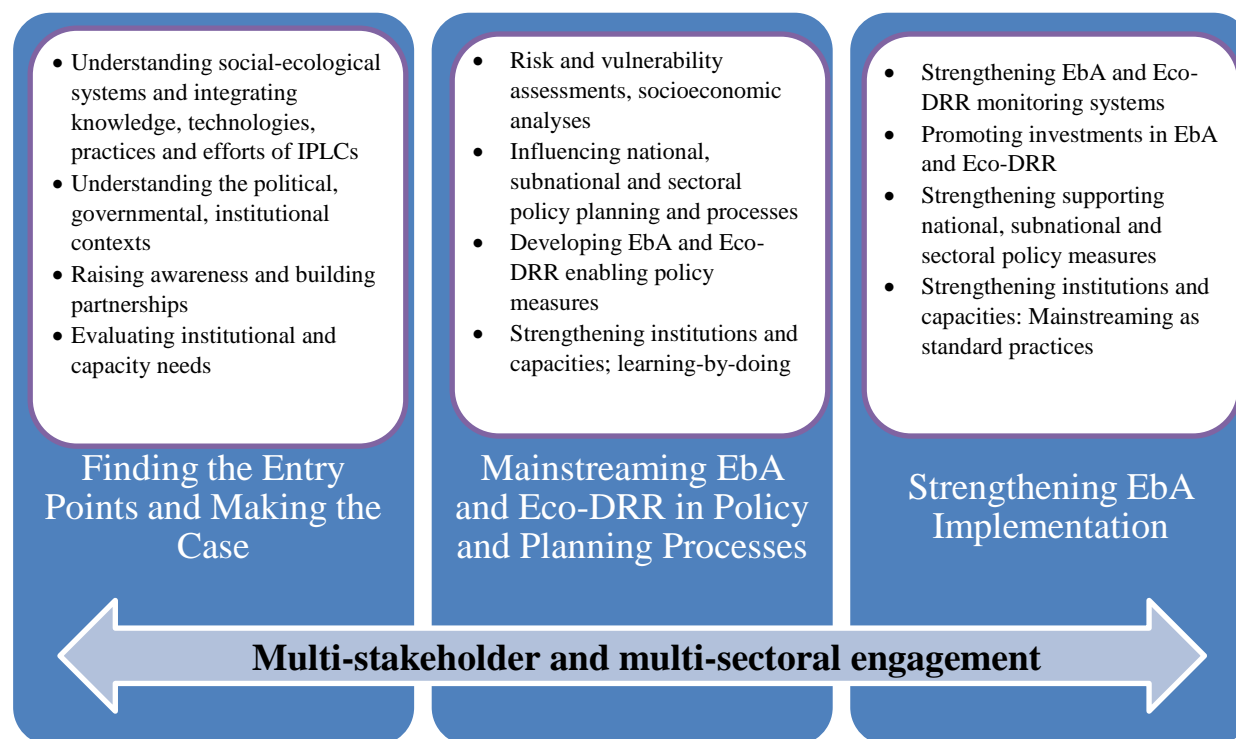 • Understanding social-ecological
systems and integrating
knowledge, technologies,
practices and efforts of IPLCs
• Understanding the political,
governmental, institutional
contexts
• Raising awareness and building
partnerships
• Evaluating institutional and
capacity needs
Finding the Entry
Points and Making the
Case
• Risk and vulnerability
assessments, socioeconomic
analyses
• Influencing national,
subnational and sectoral
policy planning and processes
• Developing EbA and Eco-
DRR enabling policy
measures
• Strengthening institutions and
capacities; learning-by-doing
Mainstreaming EbA
and Eco-DRR in Policy
and Planning Processes
• Strengthening EbA and Eco-
DRR monitoring systems
• Promoting investments in EbA
and Eco-DRR
• Strengthening supporting
national, subnational and
sectoral policy measures
• Strengthening institutions and
capacities: Mainstreaming as
standard practices
Strengthening EbA
Implementation
Multi-stakeholder and multi-sectoral engagement